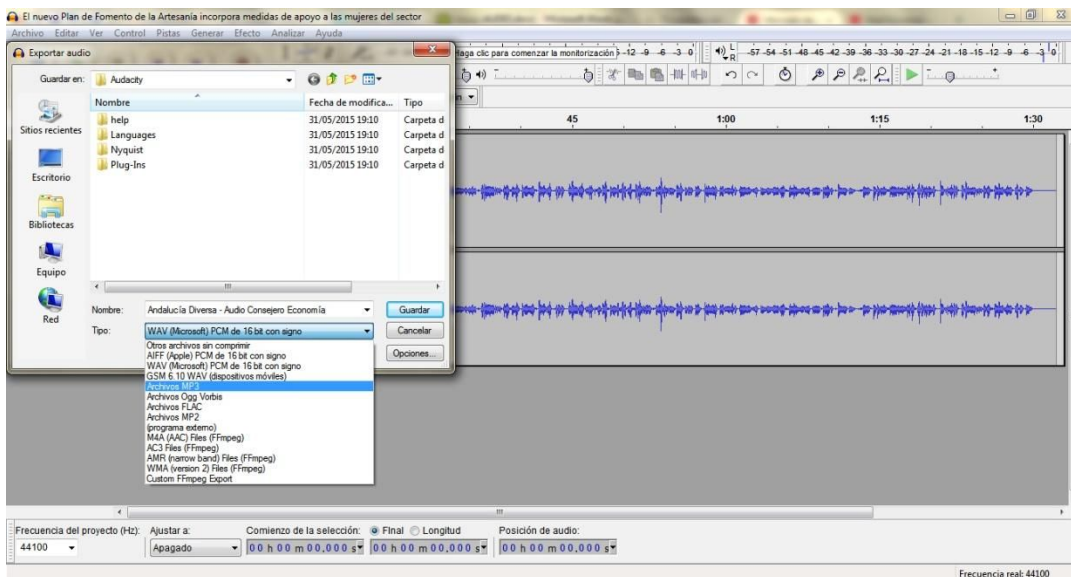 El nuevo Plan de Fomento de la Artesanía incorpora medidas de apoyo a las mujeres del sector
Archivo Editar Ver Control Pistas Generar Efecto Analizar Ayuda
Exportar audio
Guardar en: Audacity
Nombre Fecha de modifica... Tipo
help 31/05/2015 19:10 Carpeta d
Languages 31/05/2015 19:10 Carpeta d
Nyquist 31/05/2015 19:10 Carpeta d
Plug-Ins 31/05/2015 19:10 Carpeta d
Sitios recientes
Escritorio
Bibliotecas
Equipo
Red
Nombre: Andalucía Diversa - Audio Consejero Economía Guardar
Tipo: WAV (Microsoft) PCM de 16 bit con signo Cancelar
Opciones...
Otros archivos sin comprimir
AIFF (Apple) PCM de 16 bit con signo
WAV (Microsoft) PCM de 16 bit con signo
GSM 6.10 WAV (dispositivos móviles)
Archivos MP3
Archivos Ogg Vorbis
Archivos FLAC
Archivos MP2
(programa externo)
M4A (AAC) Files (FFmpeg)
AC3 Files (FFmpeg)
AMR (narrow band) Files (FFmpeg)
WMA (version 2) Files (FFmpeg)
Custom FFmpeg Export
haga clic para comenzar la monitorización -12 -9 -6 -3 0 L R -57 -54 -51 -48 -45 -42 -39 -36 -33 -30 -27 -24 -21 -18 -15 -12 -9 -6 -3 0
45 1:00 1:15 1:30
Frecuencia del proyecto (Hz): Ajustar a: Comienzo de la selección: Final Longitud Posición de audio:
44100 Apagado 00 h 00 m 00,000 s 00 h 00 m 00,000 s 00 h 00 m 00,000 s
Frecuencia real: 44100